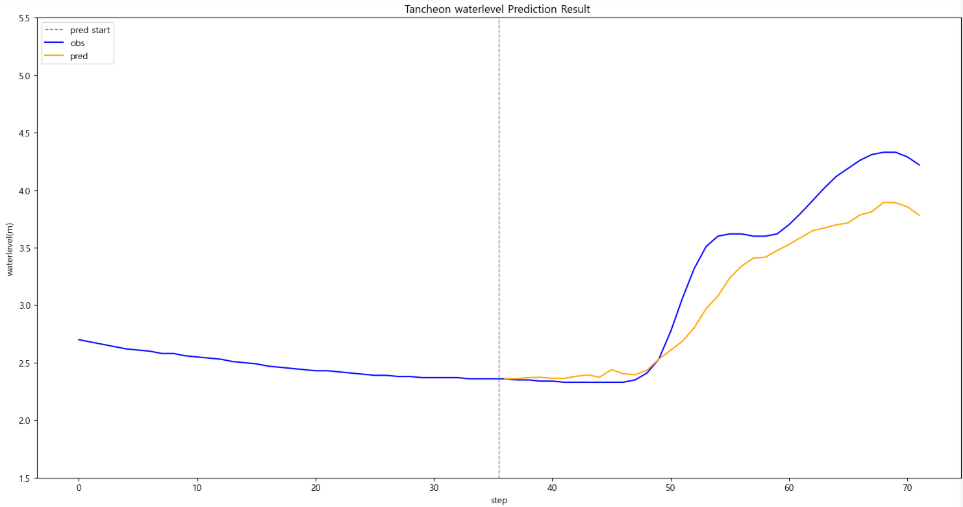 Tancheon waterlevel Prediction Result
pred start
obs
pred
5.5
5.0
4.5
4.0
3.5
3.0
2.5
2.0
1.5
waterlevel(m)
0 10 20 30 40 50 60 70
step